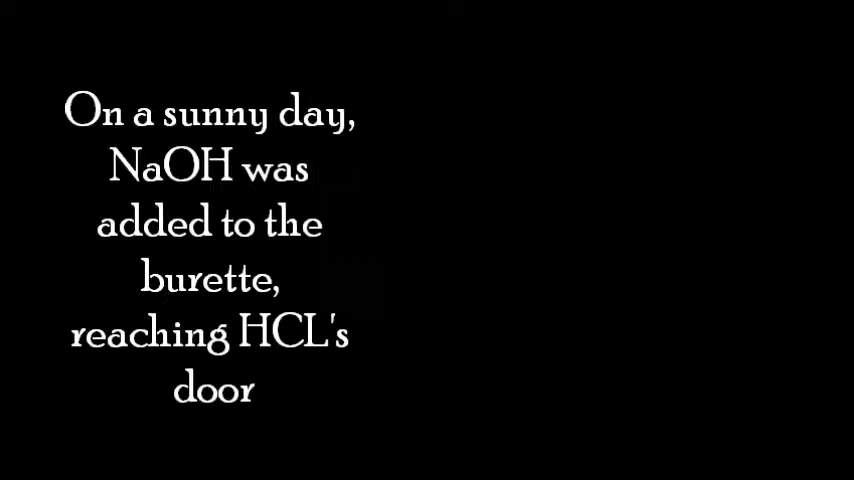 On a sunny day,
NaOH was
added to the
burette,
reaching HCL's
door